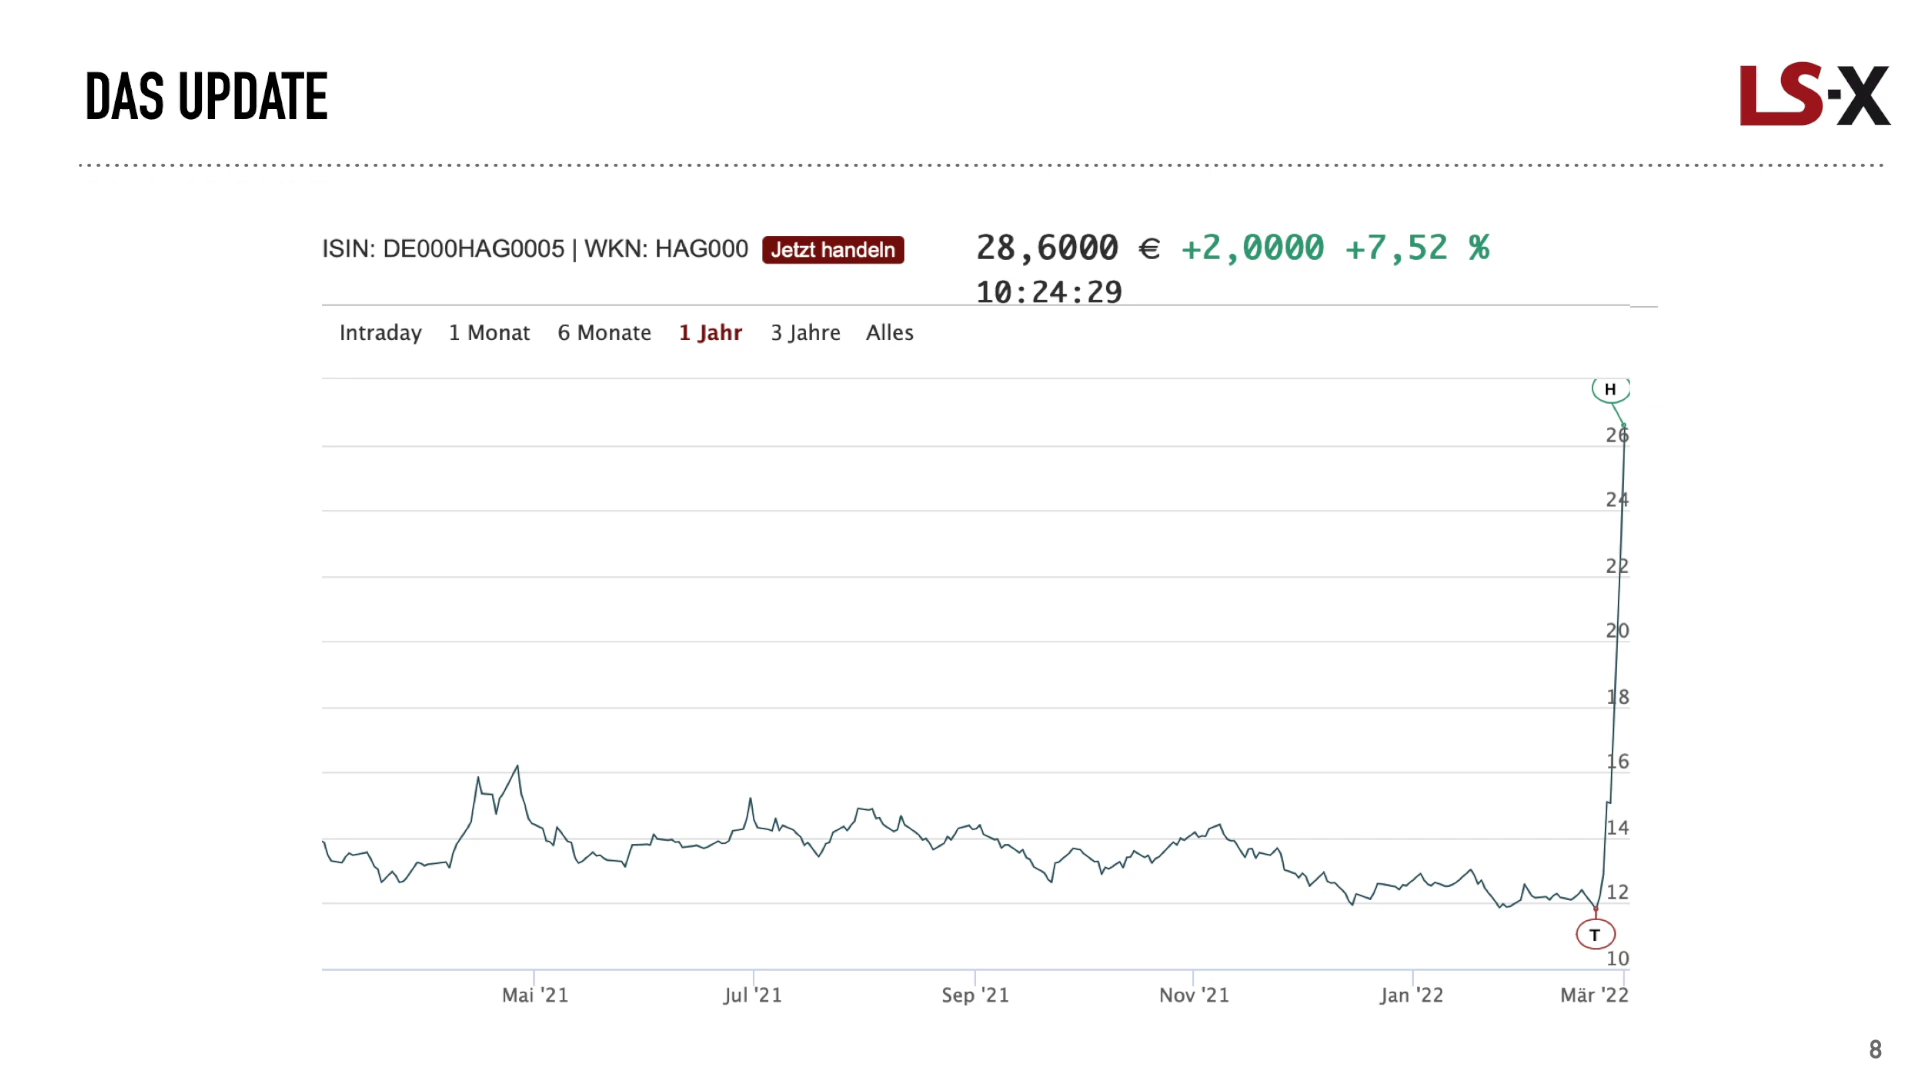 DAS UPDATE
LS-X
ISIN: DE000HAG0005 | WKN: HAG000 Jetzt handeln
28,6000 € +2,0000 +7,52 %
10:24:29
Intraday 1 Monat 6 Monate 1 Jahr 3 Jahre Alles
H
26
24
22
20
18
16
14
12
T
10
Mai '21 Jul '21 Sep '21 Nov '21 Jan '22 Mär '22
8